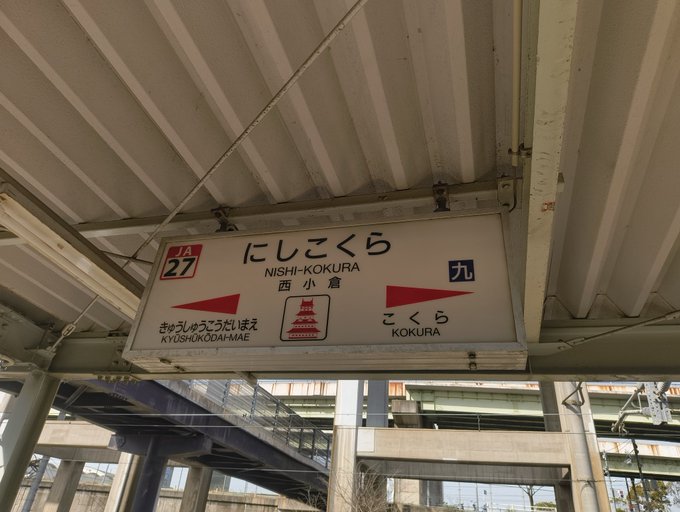 JA
27
にしこくら
NISHI-KOKURA
西小倉
九
きゅうしゅうこうだいまえ
KYŪSHŪKŌDAI-MAE
こくら
KOKURA